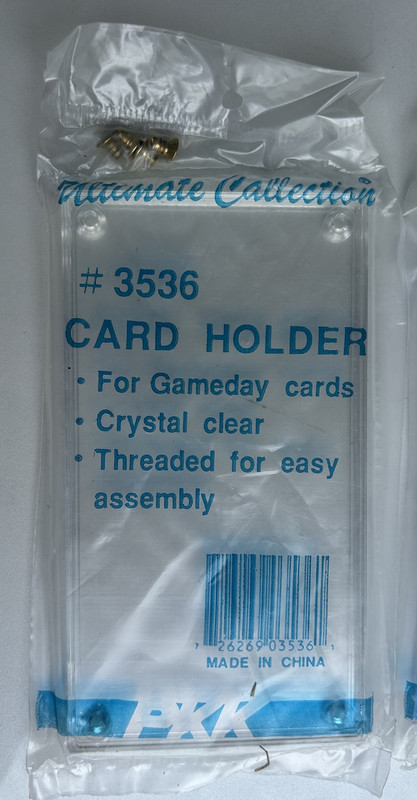 Ultimate Collection
# 3536
CARD HOLDER
• For Gameday cards
• Crystal clear
• Threaded for easy
assembly
7 26269 03536 1
MADE IN CHINA
PKK